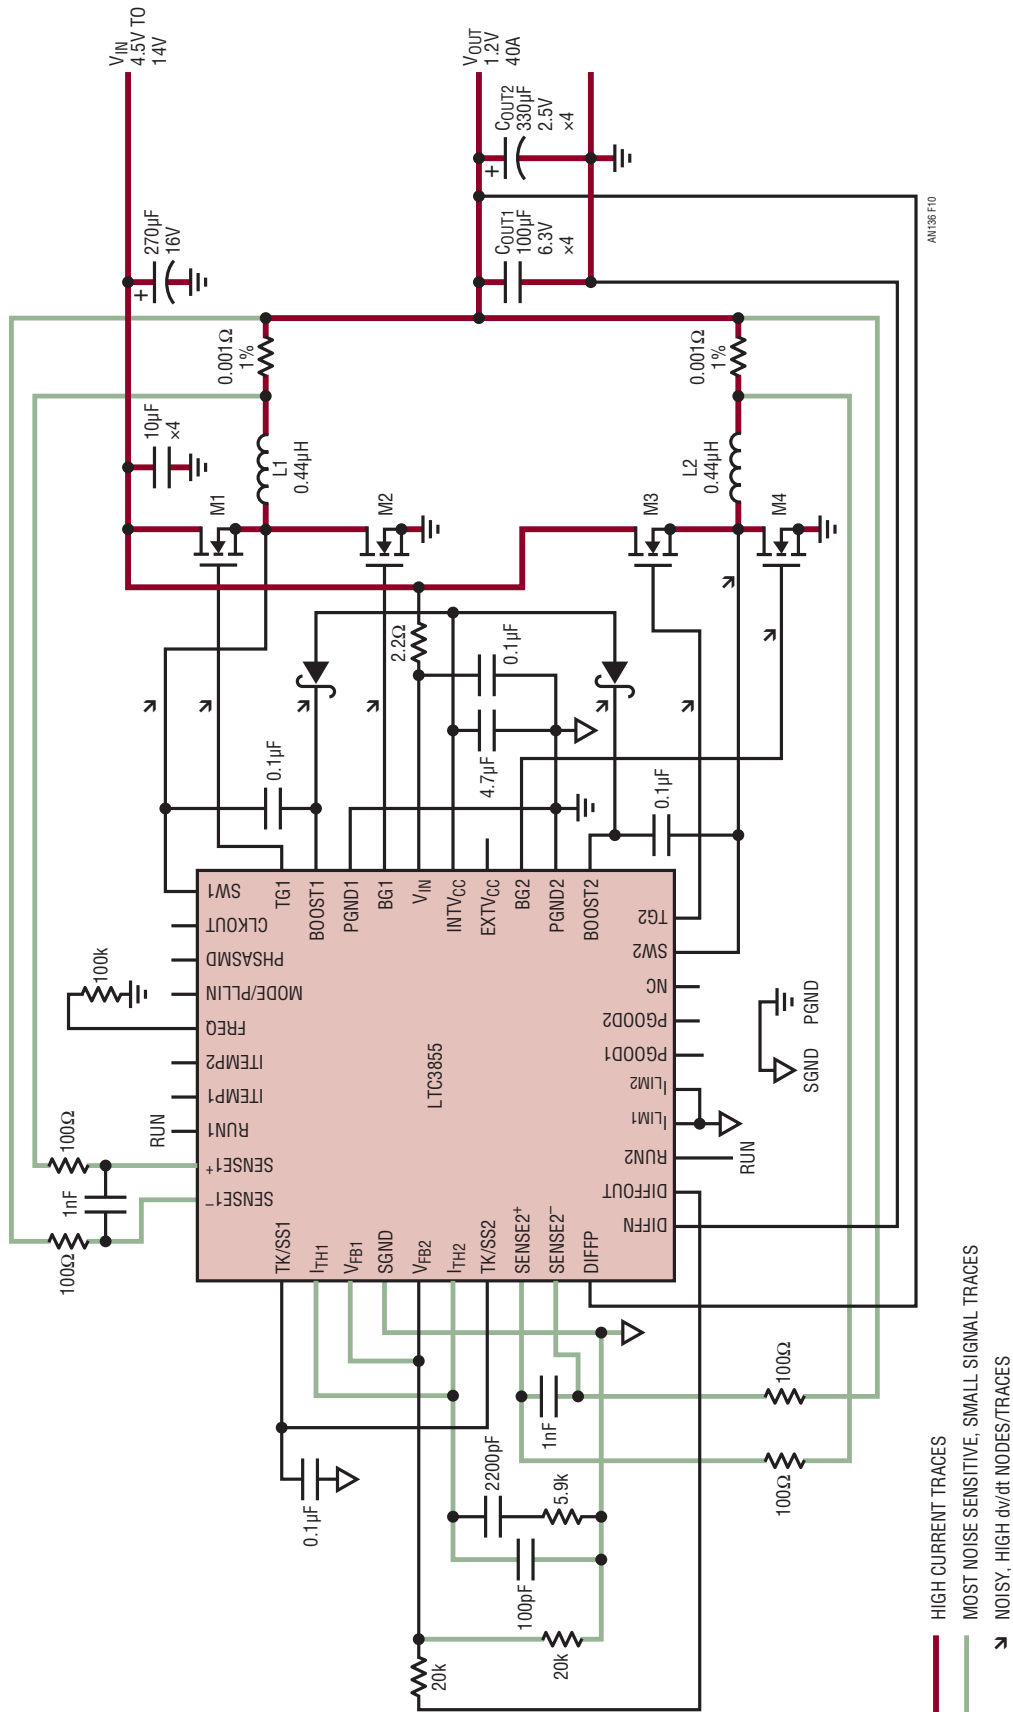 VIN
4.5V TO
14V
VOUT
1.2V
40A
270µF
16V
+
COUT2
330µF
2.5V
×4
+
COUT1
100µF
6.3V
×4
10µF
×4
0.001Ω
1%
0.001Ω
1%
L1
0.44µH
L2
0.44µH
M1
M2
M3
M4
2.2Ω
0.1µF
4.7µF
0.1µF
0.1µF
100k
RUN
100Ω
1nF
100Ω
SW1
CLKOUT
PHSASMD
MODE/PLLIN
FREQ
ITEMP2
ITEMP1
RUN1
SENSE1+
SENSE1–
TG1
BOOST1
PGND1
BG1
VIN
INTVCC
EXTVCC
BG2
PGND2
BOOST2
LTC3855
TG2
SW2
NC
PGOOD2
PGOOD1
ILIM2
ILIM1
RUN2
DIFFOUT
DIFFN
TK/SS1
ITH1
VFB1
SGND
VFB2
ITH2
TK/SS2
SENSE2+
SENSE2–
DIFFP
SGND
PGND
RUN
0.1µF
2200pF
5.9k
100pF
20k
20k
1nF
100Ω
100Ω
HIGH CURRENT TRACES
MOST NOISE SENSITIVE, SMALL SIGNAL TRACES
NOISY, HIGH dv/dt NODES/TRACES
AN136 F10